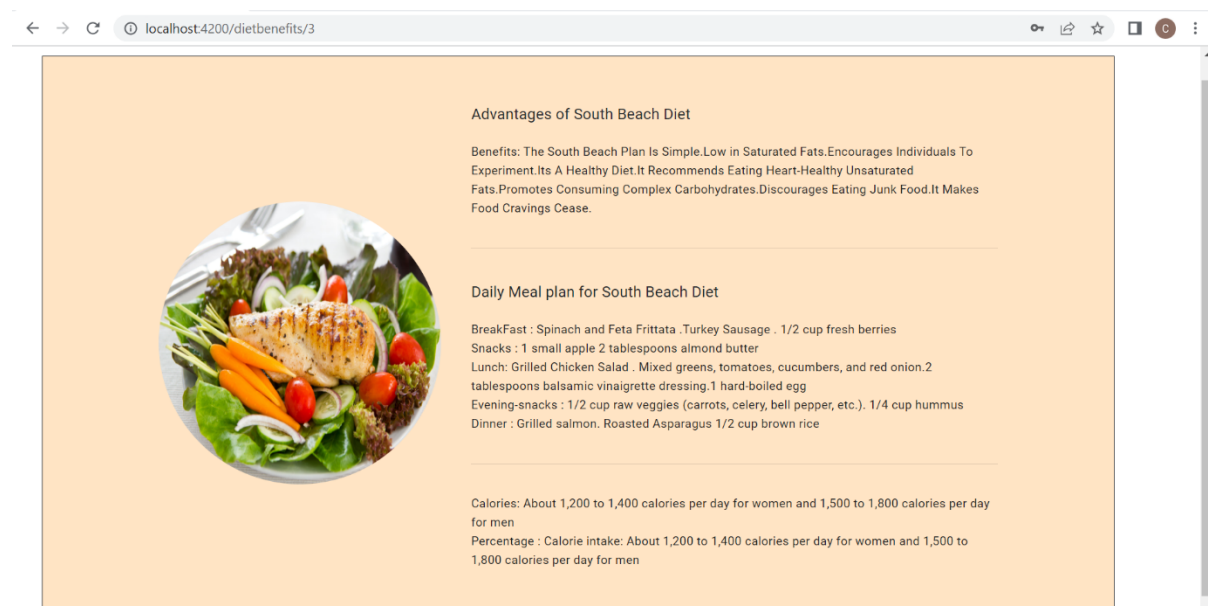 localhost:4200/dietbenefits/3
C
Advantages of South Beach Diet
Benefits: The South Beach Plan Is Simple.Low in Saturated Fats.Encourages Individuals To
Experiment.Its A Healthy Diet.It Recommends Eating Heart-Healthy Unsaturated
Fats.Promotes Consuming Complex Carbohydrates.Discourages Eating Junk Food.It Makes
Food Cravings Cease.
Daily Meal plan for South Beach Diet
BreakFast : Spinach and Feta Frittata .Turkey Sausage . 1/2 cup fresh berries
Snacks : 1 small apple 2 tablespoons almond butter
Lunch: Grilled Chicken Salad . Mixed greens, tomatoes, cucumbers, and red onion.2
tablespoons balsamic vinaigrette dressing.1 hard-boiled egg
Evening-snacks : 1/2 cup raw veggies (carrots, celery, bell pepper, etc.). 1/4 cup hummus
Dinner : Grilled salmon. Roasted Asparagus 1/2 cup brown rice
Calories: About 1,200 to 1,400 calories per day for women and 1,500 to 1,800 calories per day
for men
Percentage : Calorie intake: About 1,200 to 1,400 calories per day for women and 1,500 to
1,800 calories per day for men